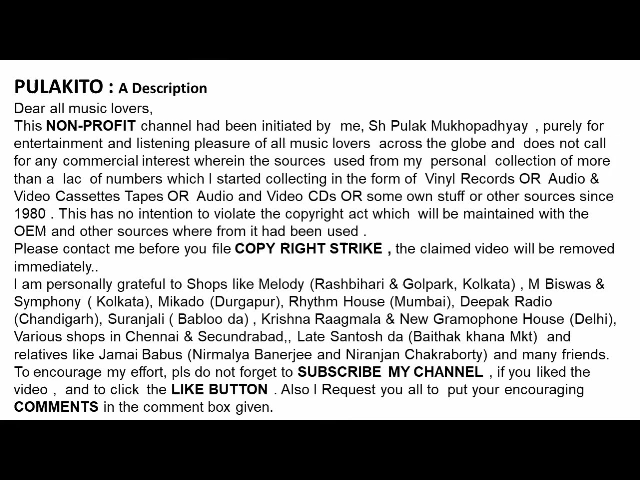 PULAKITO : A Description
Dear all music lovers,
This NON-PROFIT channel had been initiated by me, Sh Pulak Mukhopadhyay , purely for
entertainment and listening pleasure of all music lovers across the globe and does not call
for any commercial interest wherein the sources used from my personal collection of more
than a lac of numbers which I started collecting in the form of Vinyl Records OR Audio &
Video Cassettes Tapes OR Audio and Video CDs OR some own stuff or other sources since
1980 . This has no intention to violate the copyright act which will be maintained with the
OEM and other sources where from it had been used .
Please contact me before you file COPY RIGHT STRIKE , the claimed video will be removed
immediately..
I am personally grateful to Shops like Melody (Rashbihari & Golpark, Kolkata) , M Biswas &
Symphony ( Kolkata), Mikado (Durgapur), Rhythm House (Mumbai), Deepak Radio
(Chandigarh), Suranjali ( Babloo da) , Krishna Raagmala & New Gramophone House (Delhi),
Various shops in Chennai & Secundrabad,, Late Santosh da (Baithak khana Mkt) and
relatives like Jamai Babus (Nirmalya Banerjee and Niranjan Chakraborty) and many friends.
To encourage my effort, pls do not forget to SUBSCRIBE MY CHANNEL , if you liked the
video , and to click the LIKE BUTTON . Also I Request you all to put your encouraging
COMMENTS in the comment box given.